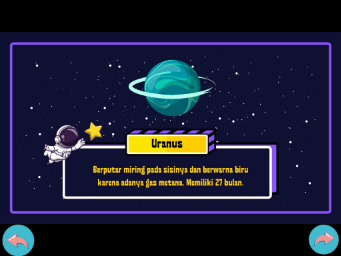 Uranus
Berputar miring pada sisinya dan berwarna biru
karena adanya gas metana. Memiliki 27 bulan.